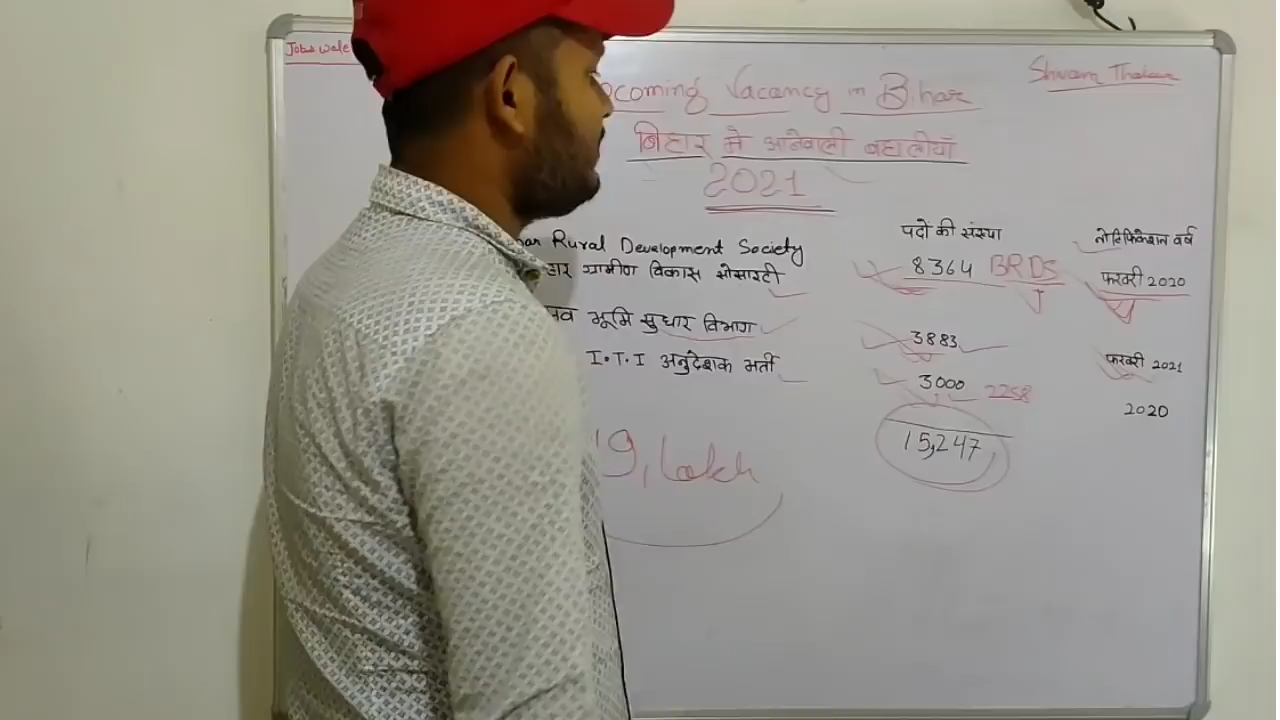 Jobs wale
Shivam Thakur
coming Vacancy in Bihar
बिहार मे आनेवाली बहालीयाँ
2021
पदों की संख्या नोटिफिकेशन वर्ष
Rural Development Society
ग्रामीण विकास सोसाइटी 8364 BRDS फरवरी 2020
भूमि सुधार विभाग 3883 फरवरी 2021
I.T.I अनुदेशक भर्ती 3000 2258 2020
15,247
19, Lakh